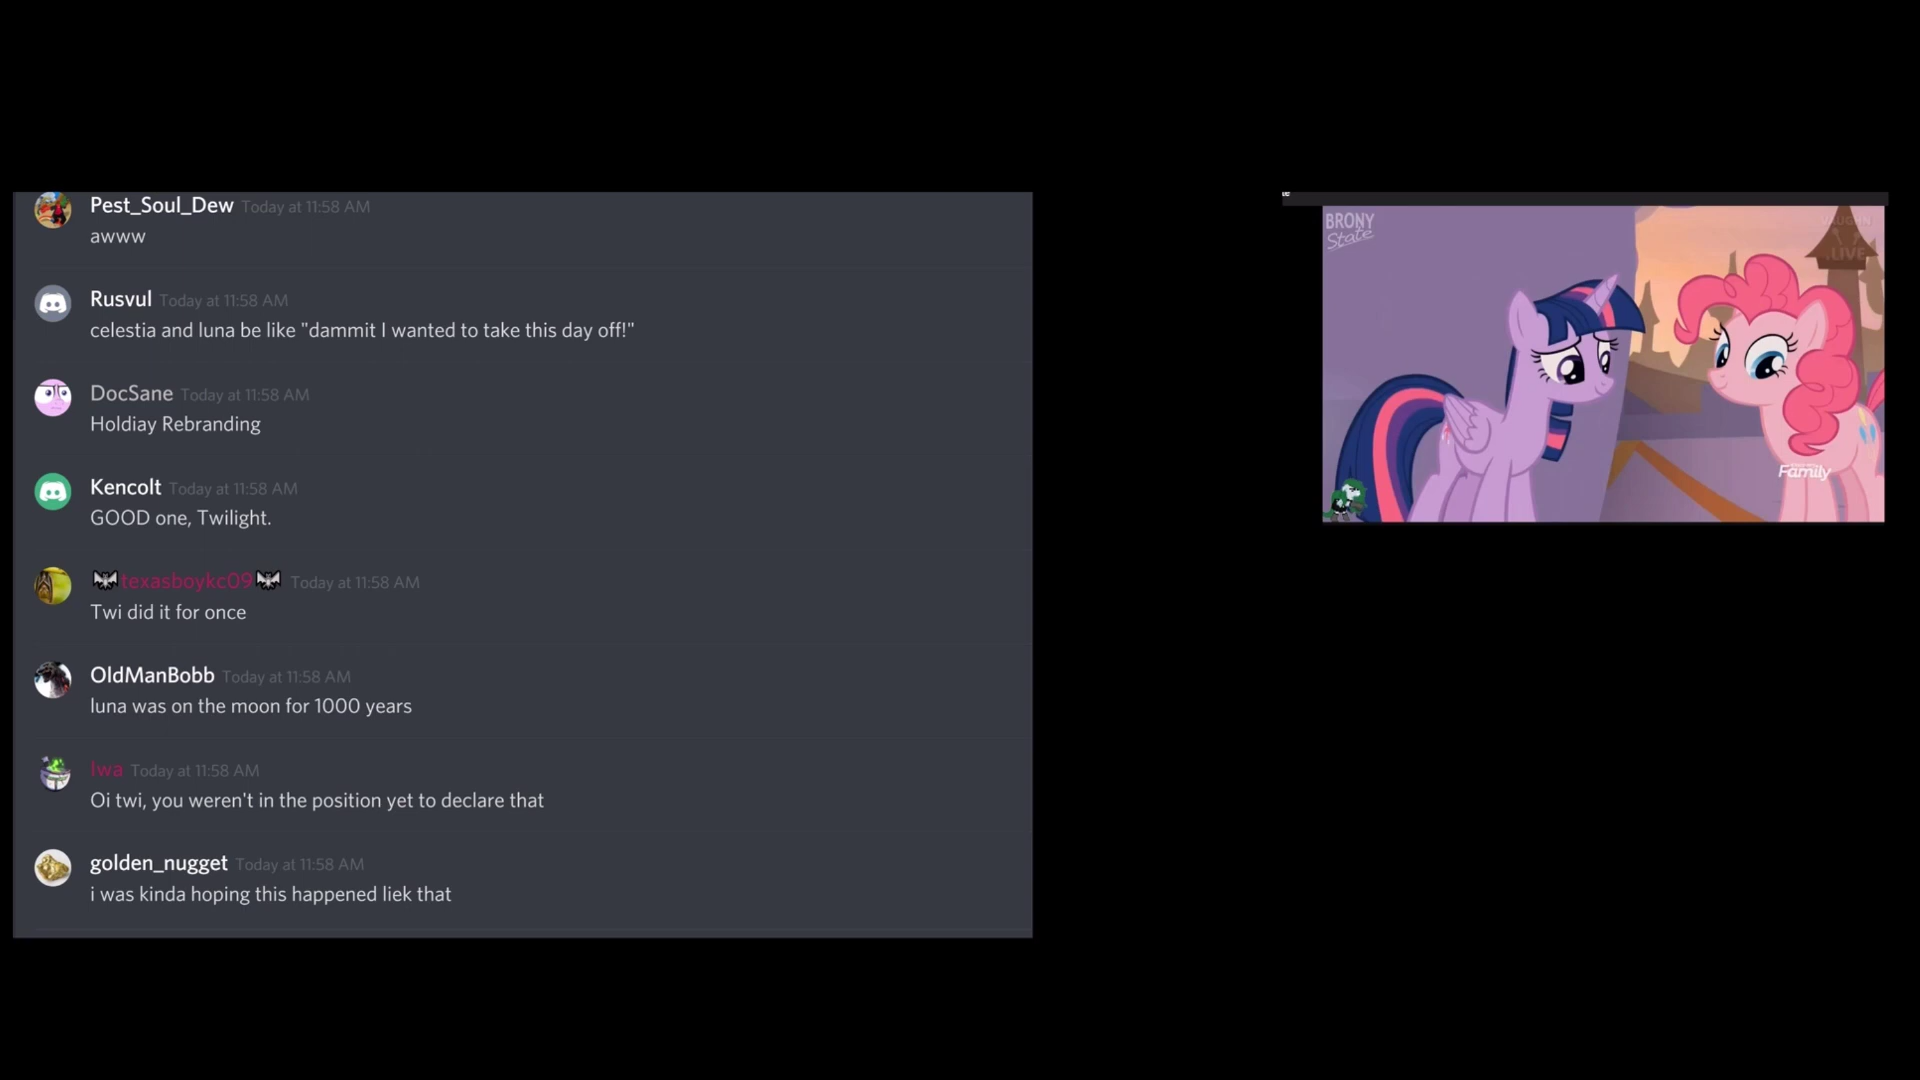 Pest_Soul_Dew Today at 11:58 AM
awww
Rusvul Today at 11:58 AM
celestia and luna be like "dammit I wanted to take this day off!"
DocSane Today at 11:58 AM
Holdiay Rebranding
Kencolt Today at 11:58 AM
GOOD one, Twilight.
texasboykc09 Today at 11:58 AM
Twi did it for once
OldManBobb Today at 11:58 AM
luna was on the moon for 1000 years
Iwa Today at 11:58 AM
Oi twi, you weren't in the position yet to declare that
golden_nugget Today at 11:58 AM
i was kinda hoping this happened liek that
BRONY
State
VAUGHN
.LIVE
Family